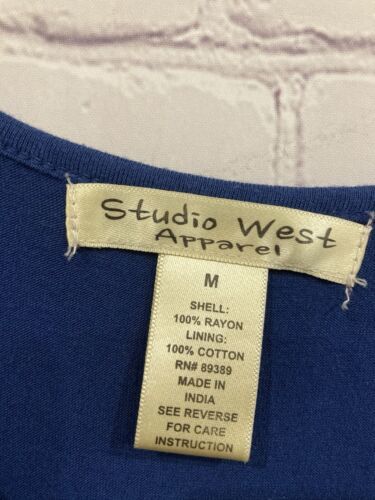 Studio West
Apparel
M
SHELL:
100% RAYON
LINING:
100% COTTON
RN# 89389
MADE IN
INDIA
SEE REVERSE
FOR CARE
INSTRUCTION